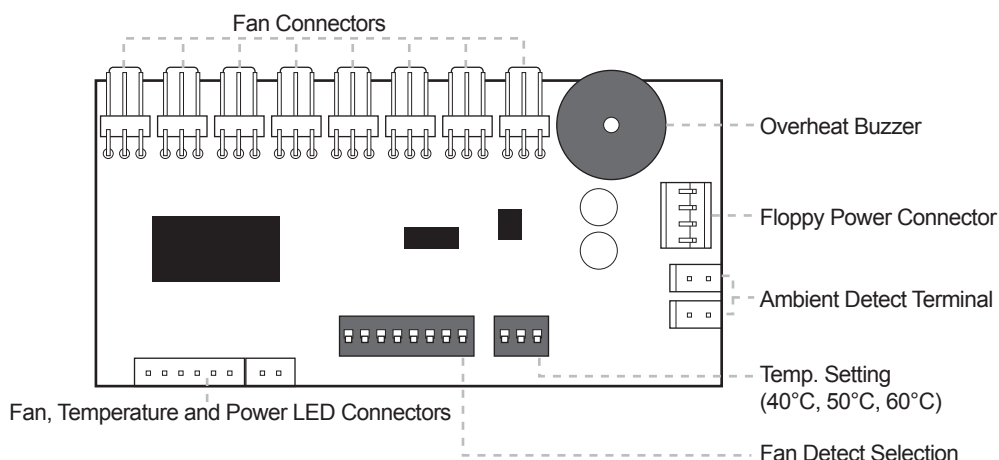 Fan Connectors
Overheat Buzzer
Floppy Power Connector
Ambient Detect Terminal
Temp. Setting
(40°C, 50°C, 60°C)
Fan, Temperature and Power LED Connectors
Fan Detect Selection